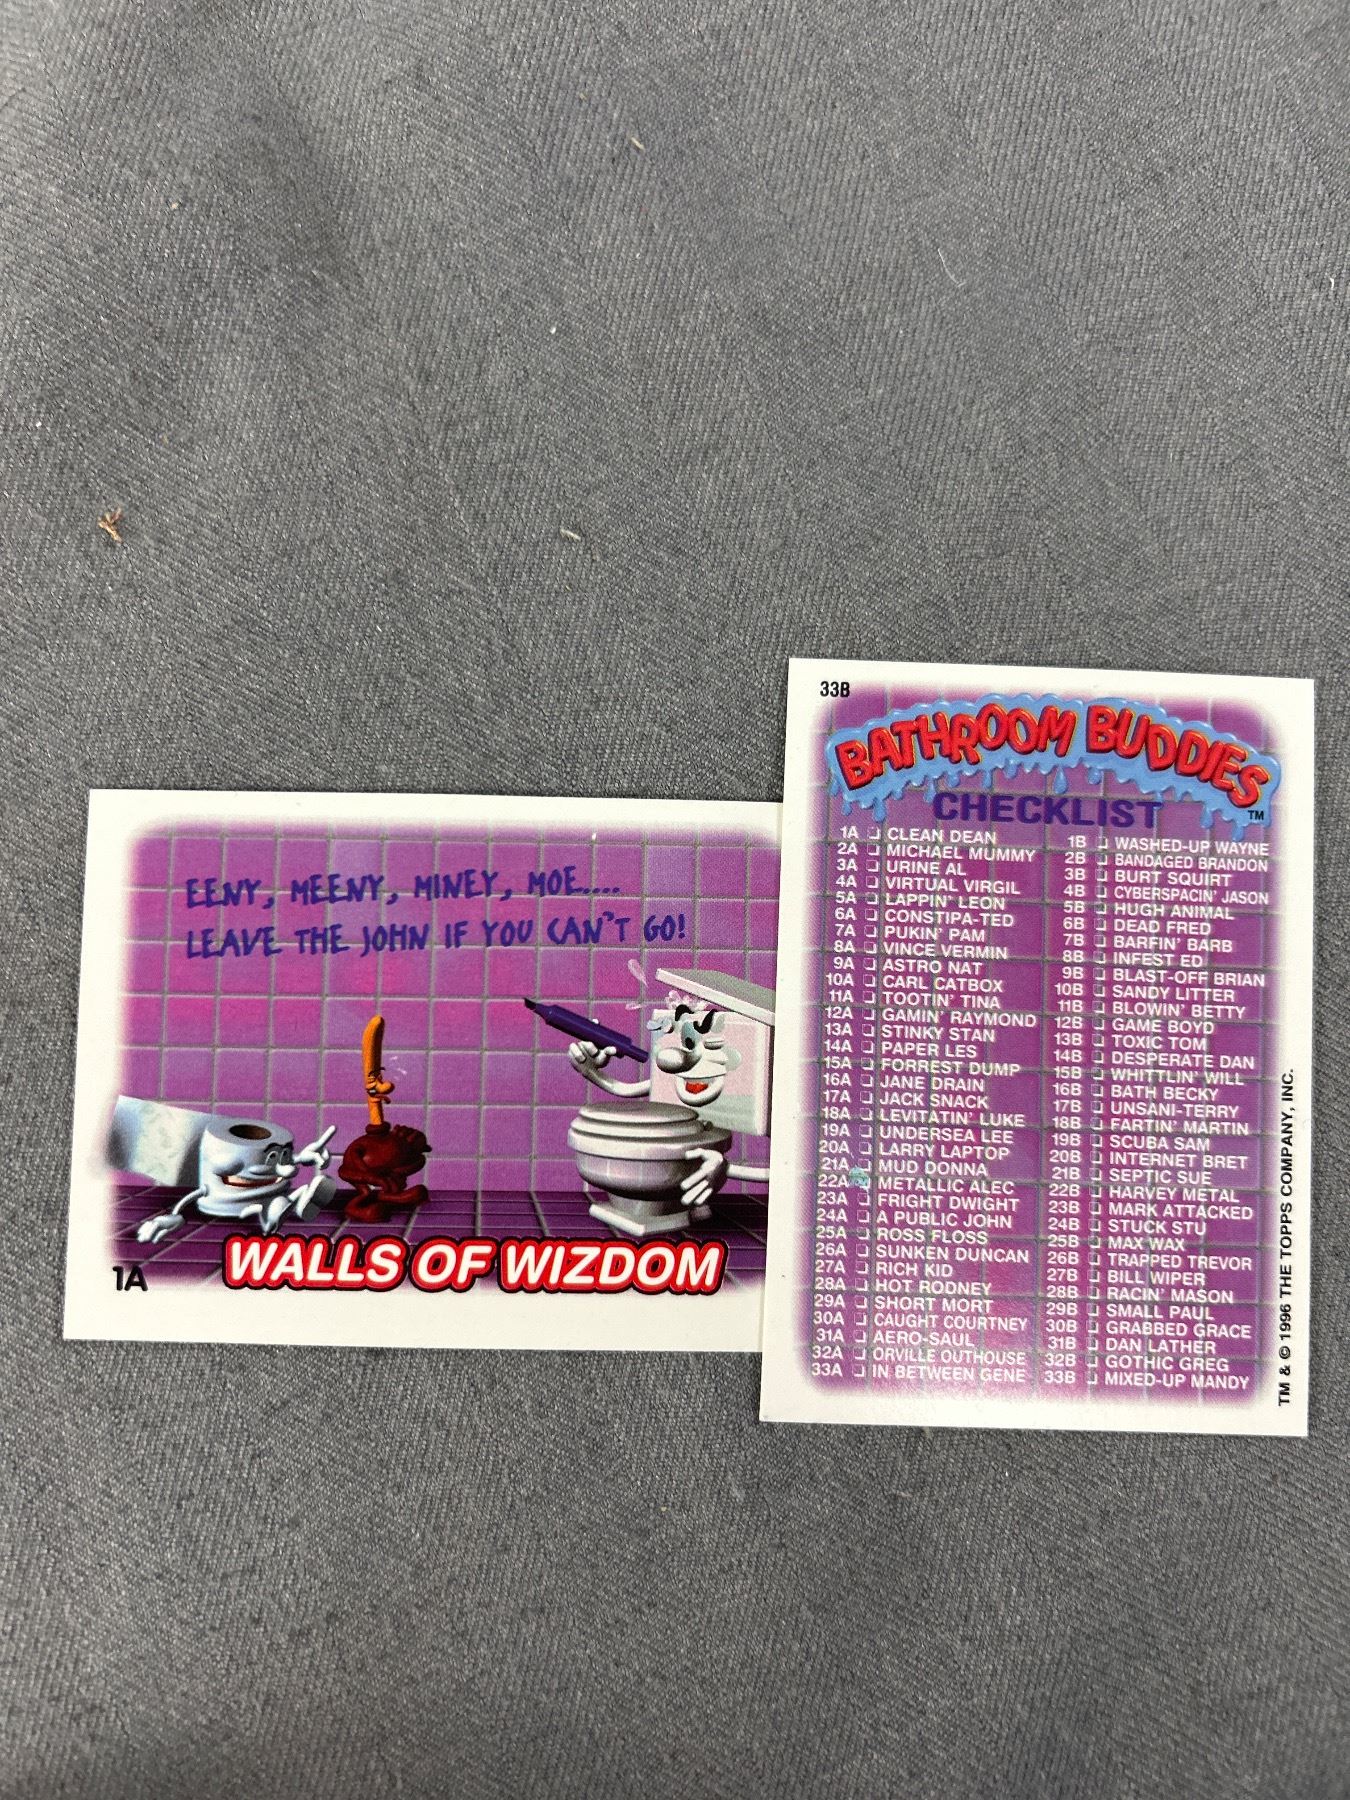 EENY, MEENY, MINEY, MOE....
LEAVE THE JOHN IF YOU CAN'T GO!
WALLS OF WIZDOM
1A
33B
BATHROOM BUDDIES
TM
CHECKLIST
1A CLEAN DEAN
2A MICHAEL MUMMY
3A URINE AL
4A VIRTUAL VIRGIL
5A LAPPIN' LEON
6A CONSTIPA-TED
7A PUKIN' PAM
8A VINCE VERMIN
9A ASTRO NAT
10A CARL CATBOX
11A TOOTIN' TINA
12A GAMIN' RAYMOND
13A STINKY STAN
14A PAPER LES
15A FORREST DUMP
16A JANE DRAIN
17A JACK SNACK
18A LEVITATIN' LUKE
19A UNDERSEA LEE
20A LARRY LAPTOP
21A MUD DONNA
22A METALLIC ALEC
23A FRIGHT DWIGHT
24A A PUBLIC JOHN
25A ROSS FLOSS
26A SUNKEN DUNCAN
27A RICH KID
28A HOT RODNEY
29A SHORT MORT
30A CAUGHT COURTNEY
31A AERO-SAUL
32A ORVILLE OUTHOUSE
33A IN BETWEEN GENE
1B WASHED-UP WAYNE
2B BANDAGED BRANDON
3B BURT SQUIRT
4B CYBERSPACIN' JASON
5B HUGH ANIMAL
6B DEAD FRED
7B BARFIN' BARB
8B INFEST ED
9B BLAST-OFF BRIAN
10B SANDY LITTER
11B BLOWIN' BETTY
12B GAME BOYD
13B TOXIC TOM
14B DESPERATE DAN
15B WHITTLIN' WILL
16B BATH BECKY
17B UNSANI-TERRY
18B FARTIN' MARTIN
19B SCUBA SAM
20B INTERNET BRET
21B SEPTIC SUE
22B HARVEY METAL
23B MARK ATTACKED
24B STUCK STU
25B MAX WAX
26B TRAPPED TREVOR
27B BILL WIPER
28B RACIN' MASON
29B SMALL PAUL
30B GRABBED GRACE
31B DAN LATHER
32B GOTHIC GREG
33B MIXED-UP MANDY
TM & © 1996 THE TOPPS COMPANY, INC.